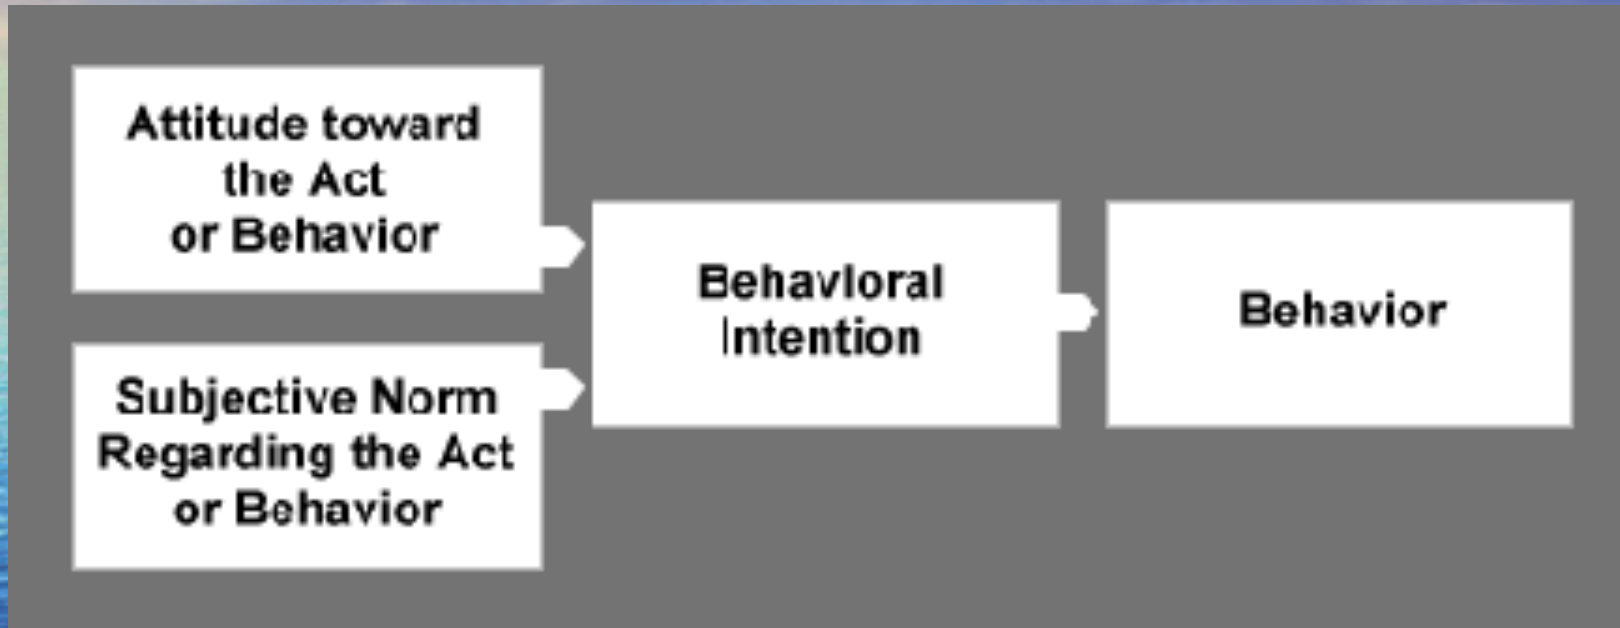 Attitude toward
the Act
or Behavior
Subjective Norm
Regarding the Act
or Behavior
Behavioral
Intention
Behavior